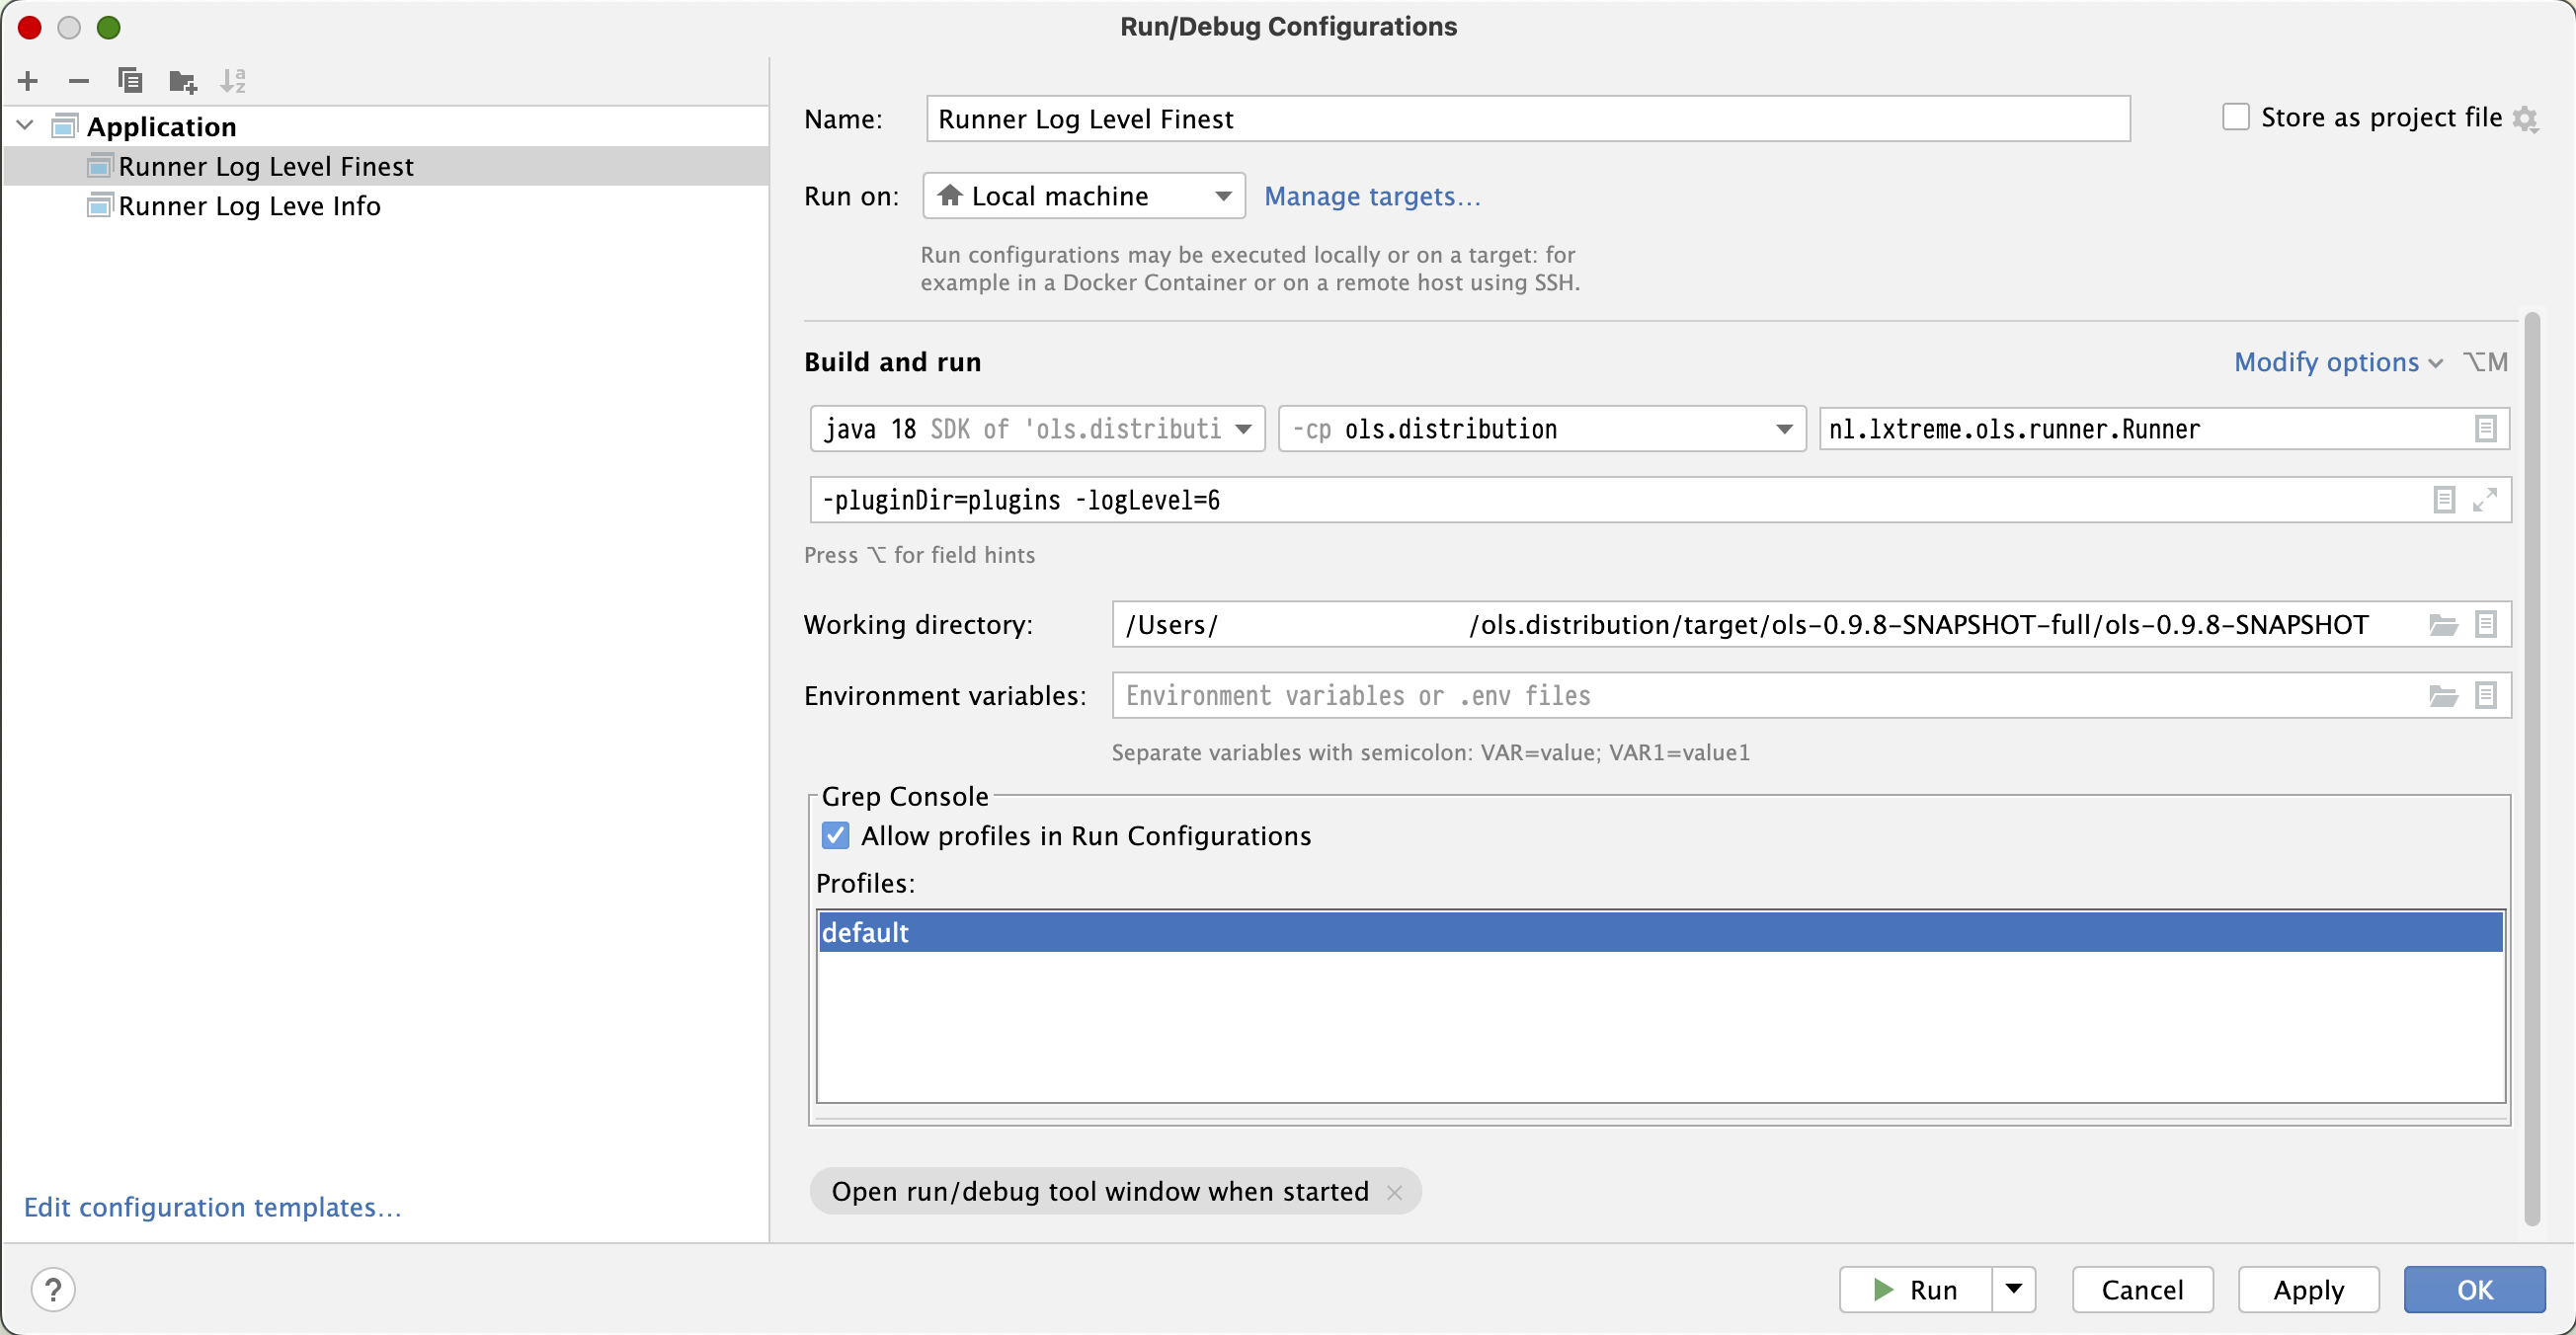 Run/Debug Configurations
Application
Runner Log Level Finest
Runner Log Leve Info
Edit configuration templates...
Name: Runner Log Level Finest
Store as project file
Run on: Local machine Manage targets...
Run configurations may be executed locally or on a target: for
example in a Docker Container or on a remote host using SSH.
Build and run Modify options ⌥M
java 18 SDK of 'ols.distributi -cp ols.distribution nl.lxtreme.ols.runner.Runner
-pluginDir=plugins -logLevel=6
Press ⌥ for field hints
Working directory: /Users/ /ols.distribution/target/ols-0.9.8-SNAPSHOT-full/ols-0.9.8-SNAPSHOT
Environment variables: Environment variables or .env files
Separate variables with semicolon: VAR=value; VAR1=value1
Grep Console
Allow profiles in Run Configurations
Profiles:
default
Open run/debug tool window when started ×
? Run Cancel Apply OK